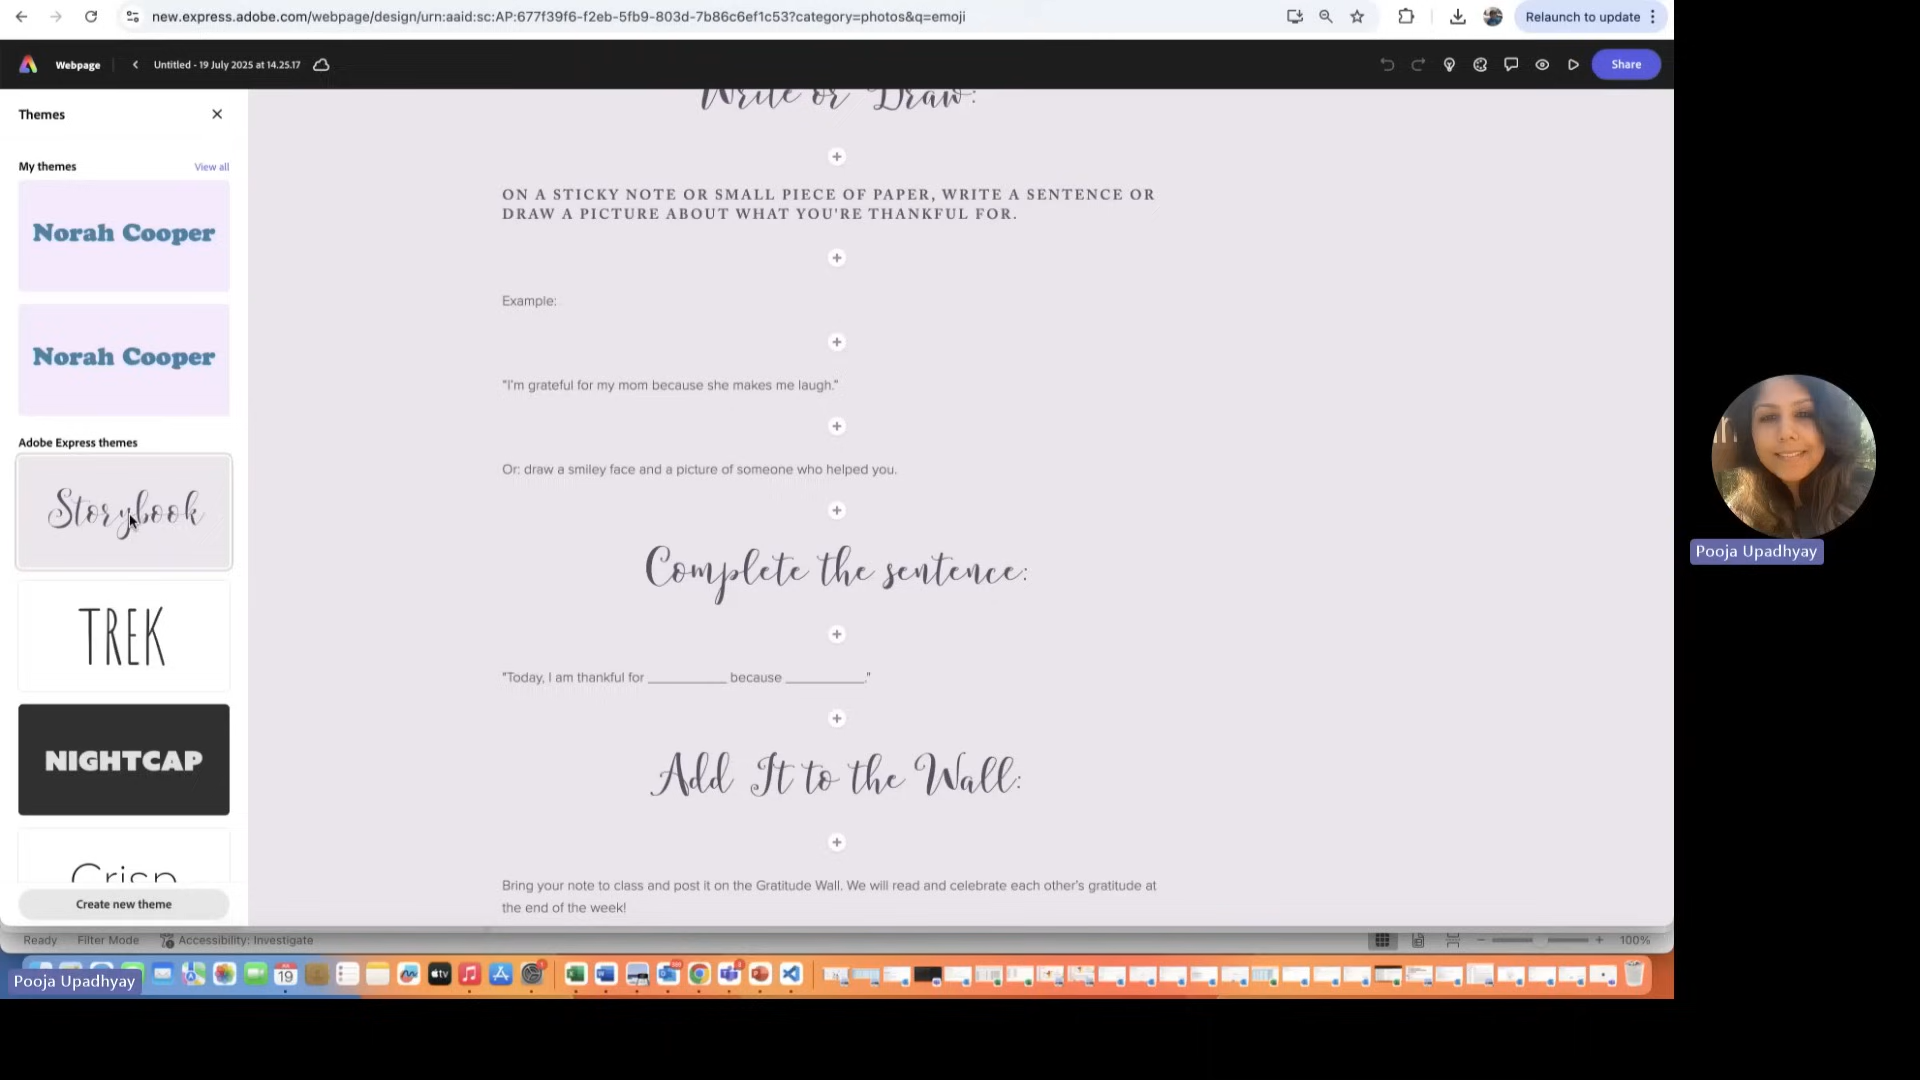 new.express.adobe.com/webpage/design/urn:aaid:sc:AP:677f39f6-f2eb-5fb9-803d-7b86c6ef1c53?category=photos&q=emoji
Relaunch to update
Webpage
Untitled - 19 July 2025 at 14.25.17
Share
Themes
My themes
View all
Norah Cooper
Norah Cooper
Adobe Express themes
Storybook
TREK
NIGHTCAP
Crisp
Create new theme
Write or Draw:
ON A STICKY NOTE OR SMALL PIECE OF PAPER, WRITE A SENTENCE OR
DRAW A PICTURE ABOUT WHAT YOU'RE THANKFUL FOR.
Example:
"I'm grateful for my mom because she makes me laugh."
Or: draw a smiley face and a picture of someone who helped you.
Complete the sentence:
"Today, I am thankful for ___________ because ___________."
Add It to the Wall:
Bring your note to class and post it on the Gratitude Wall. We will read and celebrate each other's gratitude at
the end of the week!
Pooja Upadhyay
Ready
Filter Mode
Accessibility: Investigate
100%
Pooja Upadhyay
19
tv